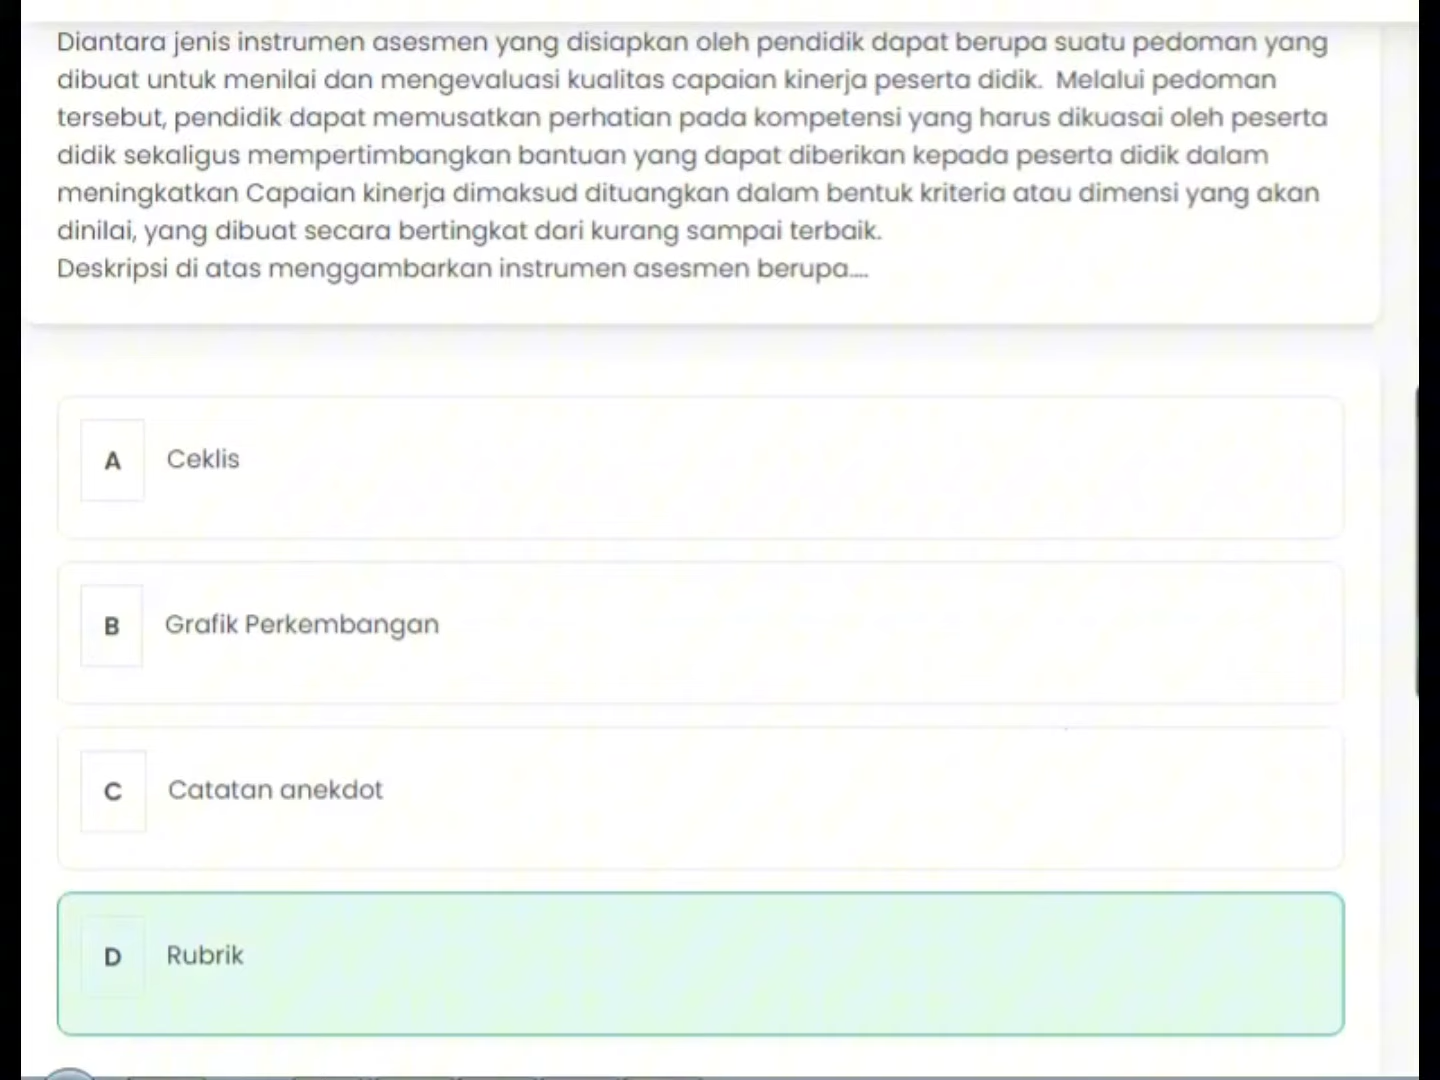 Diantara jenis instrumen asesmen yang disiapkan oleh pendidik dapat berupa suatu pedoman yang
dibuat untuk menilai dan mengevaluasi kualitas capaian kinerja peserta didik. Melalui pedoman
tersebut, pendidik dapat memusatkan perhatian pada kompetensi yang harus dikuasai oleh peserta
didik sekaligus mempertimbangkan bantuan yang dapat diberikan kepada peserta didik dalam
meningkatkan Capaian kinerja dimaksud dituangkan dalam bentuk kriteria atau dimensi yang akan
dinilai, yang dibuat secara bertingkat dari kurang sampai terbaik.
Deskripsi di atas menggambarkan instrumen asesmen berupa....
A Ceklis
B Grafik Perkembangan
C Catatan anekdot
D Rubrik